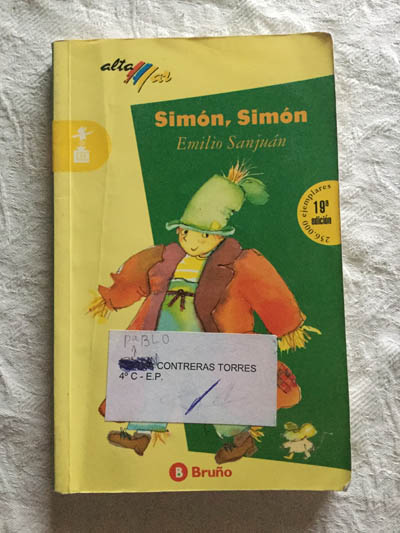 alta
Mar
Simón, Simón
Emilio Sanjuán
19ª
edición
256.000 ejemplares
PaBLO
CONTRERAS TORRES
4º C - E.P.
B Bruño